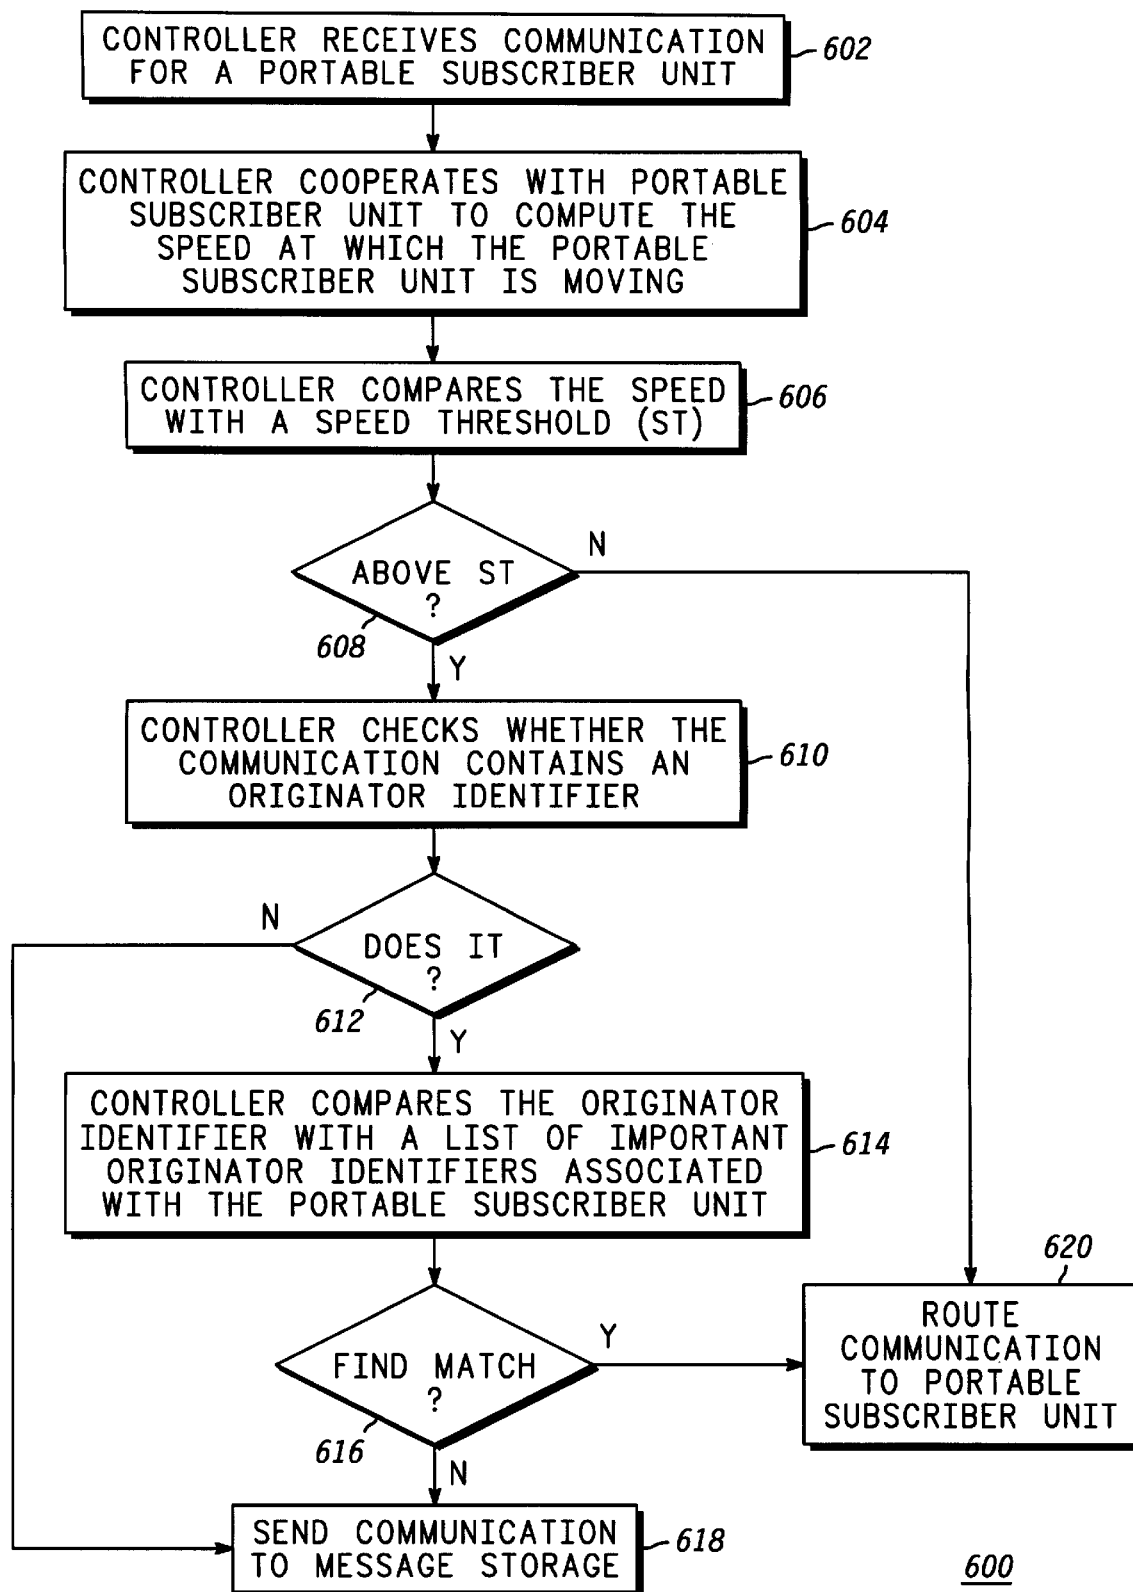 CONTROLLER RECEIVES COMMUNICATION
FOR A PORTABLE SUBSCRIBER UNIT
602
CONTROLLER COOPERATES WITH PORTABLE
SUBSCRIBER UNIT TO COMPUTE THE
SPEED AT WHICH THE PORTABLE
SUBSCRIBER UNIT IS MOVING
604
CONTROLLER COMPARES THE SPEED
WITH A SPEED THRESHOLD (ST)
606
ABOVE ST
?
N
608
Y
CONTROLLER CHECKS WHETHER THE
COMMUNICATION CONTAINS AN
ORIGINATOR IDENTIFIER
610
N
DOES IT
?
612
Y
CONTROLLER COMPARES THE ORIGINATOR
IDENTIFIER WITH A LIST OF IMPORTANT
ORIGINATOR IDENTIFIERS ASSOCIATED
WITH THE PORTABLE SUBSCRIBER UNIT
614
FIND MATCH
?
Y
616
N
620
ROUTE
COMMUNICATION
TO PORTABLE
SUBSCRIBER UNIT
SEND COMMUNICATION
TO MESSAGE STORAGE
618
600